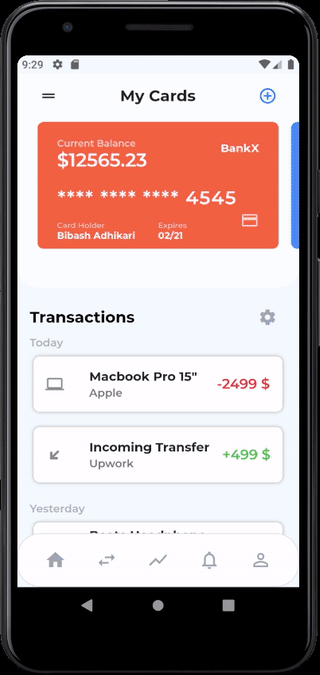 9:29
My Cards
Current Balance
$12565.23
BankX
**** **** **** 4545
Card Holder
Bibash Adhikari
Expires
02/21
Transactions
Today
Macbook Pro 15"
Apple
-2499 $
Incoming Transfer
Upwork
+499 $
Yesterday